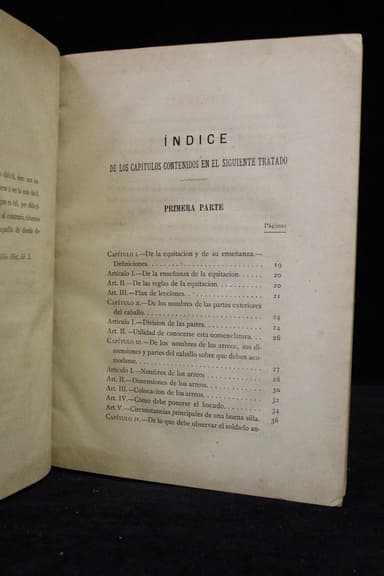 ÍNDICE
DE LOS CAPÍTULOS CONTENIDOS EN EL SIGUIENTE TRATADO
PRIMERA PARTE
Páginas
CAPÍTULO I.—De la equitacion y de su enseñanza.—
Definiciones. . . . . . . . . . . . . . . . . . . . . . 19
Artículo I.—De la enseñanza de la equitacion. . . . . 20
Art. II.—De las reglas de la equitacion. . . . . . . . 20
Art. III.—Plan de lecciones. . . . . . . . . . . . . . 21
CAPÍTULO II.—De los nombres de las partes exteriores
del caballo. . . . . . . . . . . . . . . . . . . . . . 24
Artículo I.—Division de las partes. . . . . . . . . . 24
Art. II.—Utilidad de conocerse esta nomenclatura. . . 26
CAPÍTULO III.—De los nombres de los arreos, sus di-
mensiones y partes del caballo sobre que deben aco-
modarse. . . . . . . . . . . . . . . . . . . . . . . . 27
Artículo I.—Nombres de los arreos. . . . . . . . . . . 28
Art. II.—Dimensiones de los arreos. . . . . . . . . . 30
Art. III.—Colocacion de los arreos. . . . . . . . . . 32
Art. IV.—Cómo debe ponerse el bocado. . . . . . . . . 34
Art. V.—Circunstancias principales de una buena silla. 36
CAPÍTULO IV.—De lo que debe observar el soldado an-